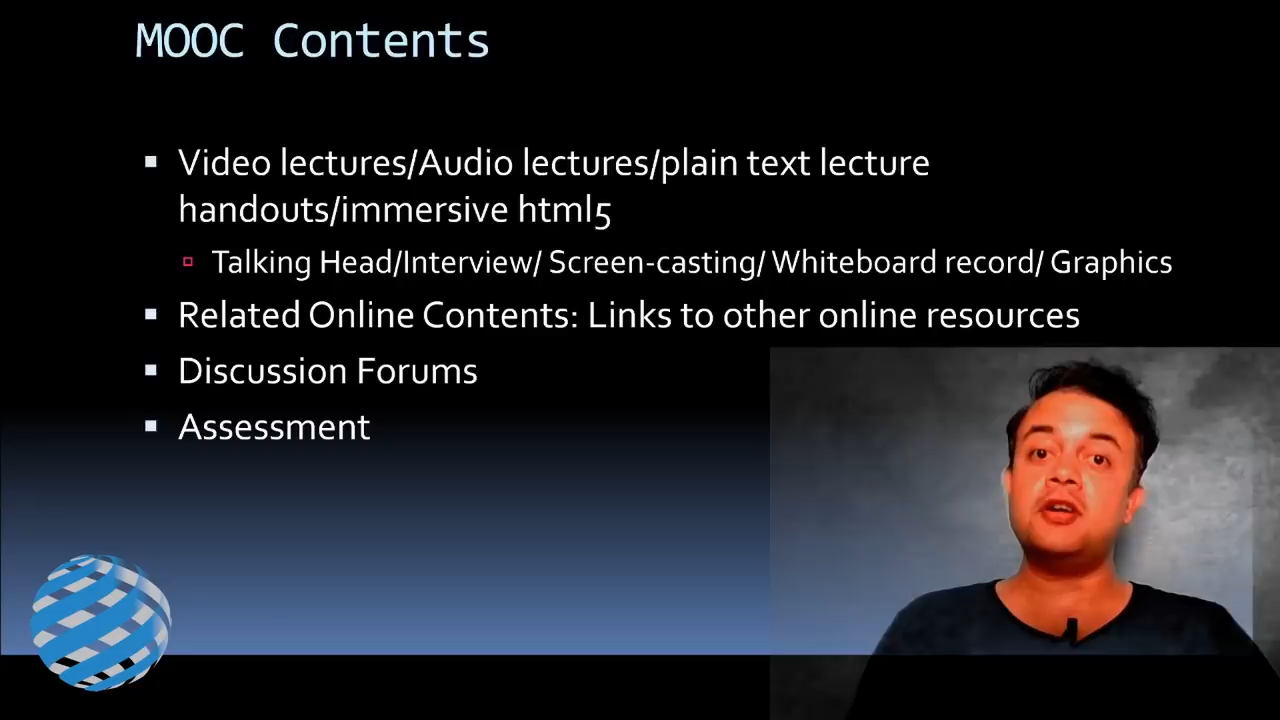 MOOC Contents
Video lectures/Audio lectures/plain text lecture
handouts/immersive html5
Talking Head/Interview/ Screen-casting/ Whiteboard record/ Graphics
Related Online Contents: Links to other online resources
Discussion Forums
Assessment